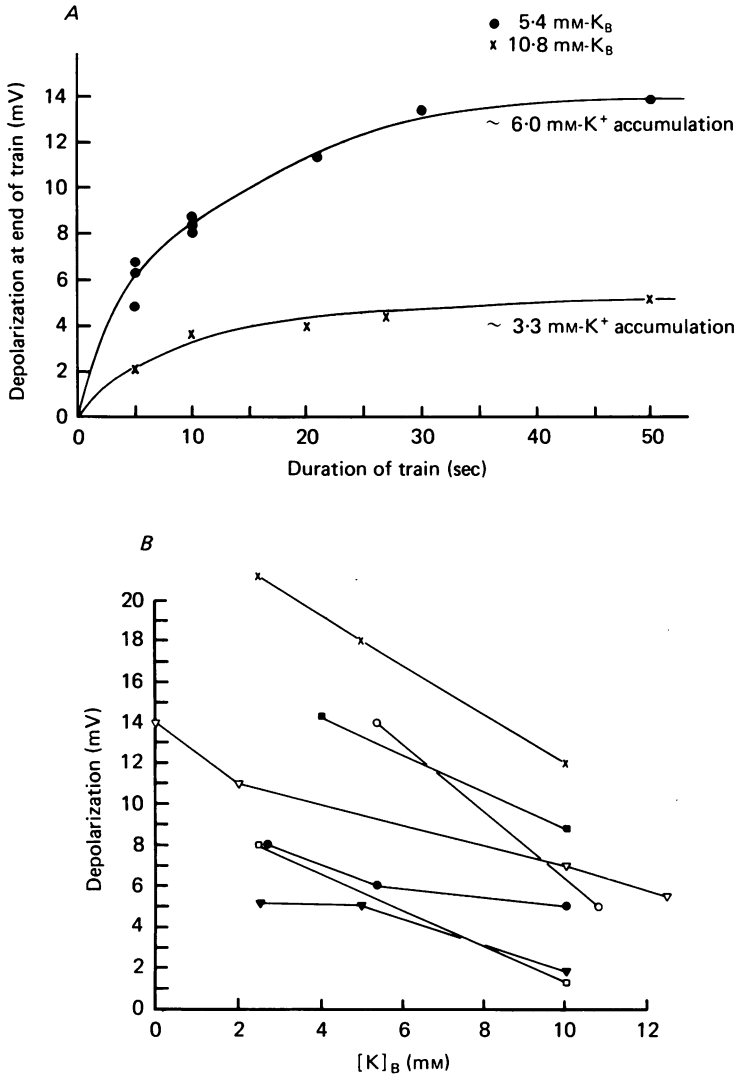 A
● 5·4 mM-K_B
x 10·8 mM-K_B
Depolarization at end of train (mV)
14
12
10
8
6
4
2
0
~ 6·0 mM-K⁺ accumulation
~ 3·3 mM-K⁺ accumulation
0 10 20 30 40 50
Duration of train (sec)
B
Depolarization (mV)
20
18
16
14
12
10
8
6
4
2
0
0 2 4 6 8 10 12
[K]_B (mM)